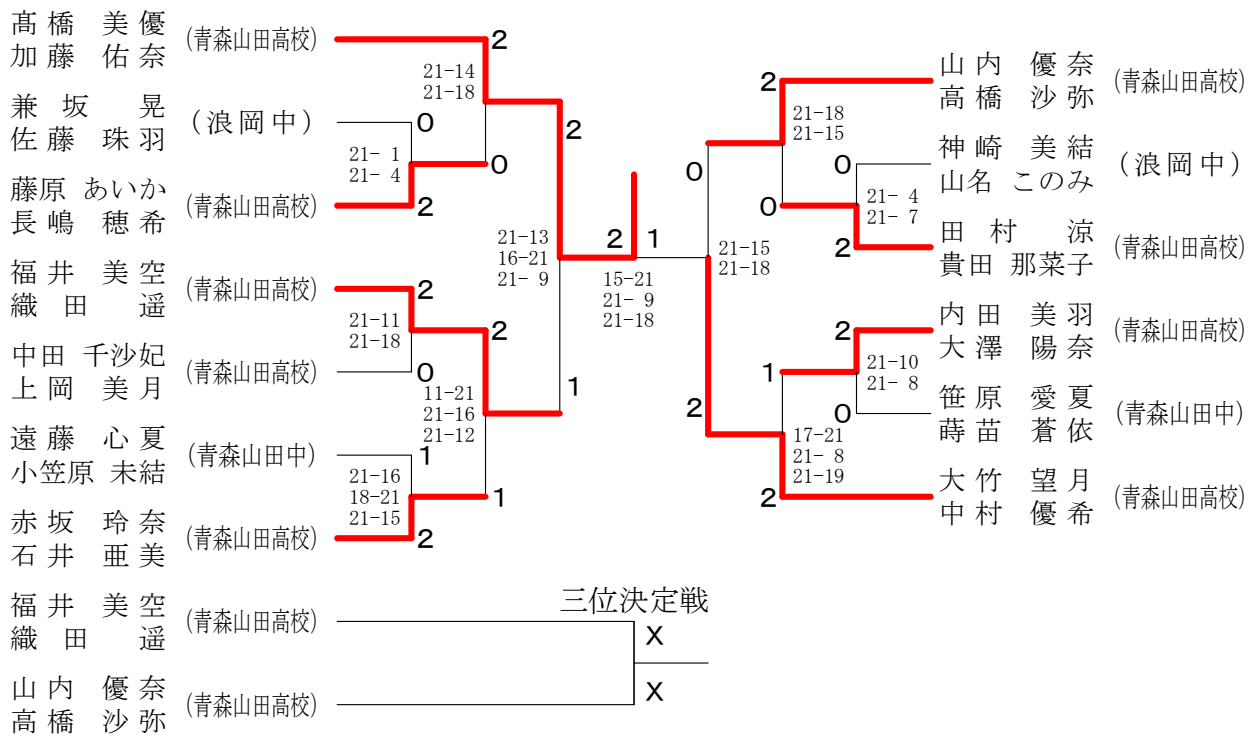 髙橋 美優
加藤 佑奈
(青森山田高校)
2
21-14
21-18
兼坂 晃
佐藤 珠羽
(浪岡中)
0
21- 1
21- 4
0
2
藤原 あいか
長嶋 穂希
(青森山田高校)
2
21-13
16-21
21- 9
福井 美空
織田 遥
(青森山田高校)
2
21-11
21-18
2
中田 千沙妃
上岡 美月
(青森山田高校)
0
11-21
21-16
21-12
1
遠藤 心夏
小笠原 未結
(青森山田中)
1
21-16
18-21
21-15
1
赤坂 玲奈
石井 亜美
(青森山田高校)
2
2 1
15-21
21- 9
21-18
山内 優奈
高橋 沙弥
(青森山田高校)
2
21-18
21-15
0
神崎 美結
山名 このみ
(浪岡中)
0
21- 4
21- 7
0
田村 涼
貴田 那菜子
(青森山田高校)
2
21-15
21-18
内田 美羽
大澤 陽奈
(青森山田高校)
2
21-10
21- 8
1
笹原 愛夏
蒔苗 蒼依
(青森山田中)
0
2
17-21
21- 8
21-19
大竹 望月
中村 優希
(青森山田高校)
2
三位決定戦
福井 美空
織田 遥
(青森山田高校)
X
山内 優奈
高橋 沙弥
(青森山田高校)
X